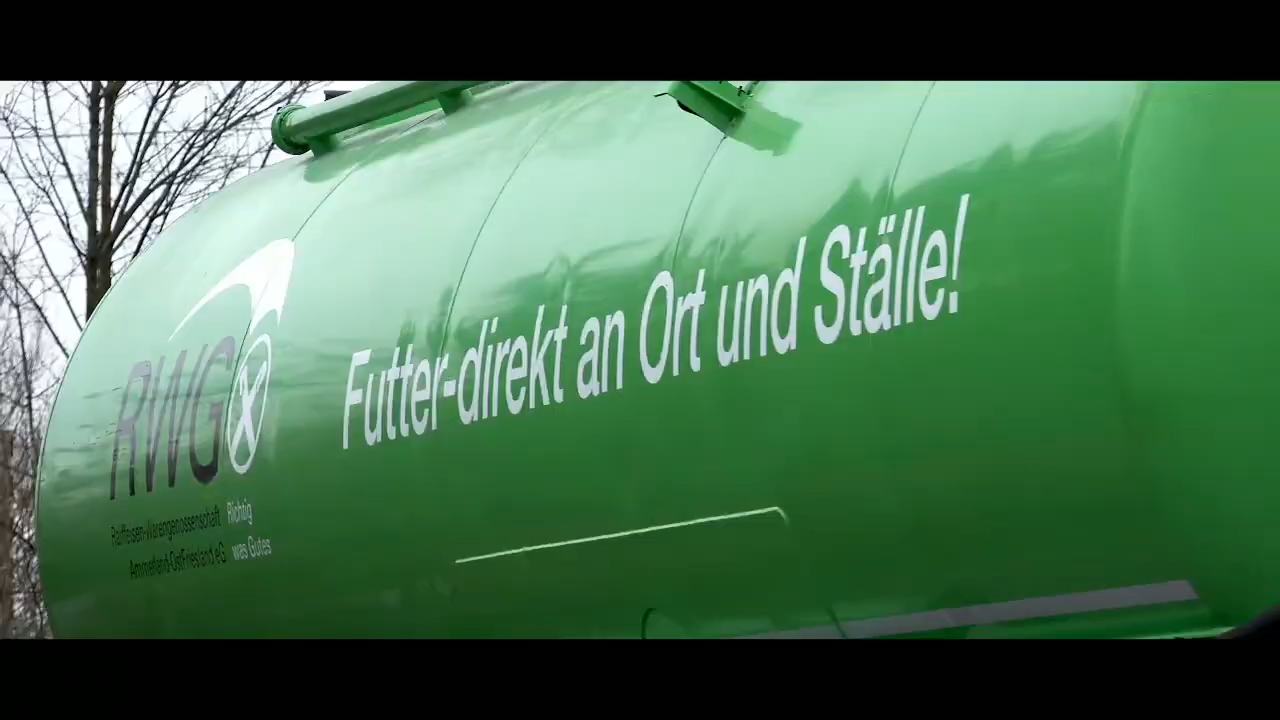 RWG
Raiffeisen-Warengenossenschaft
Ammerland-OstFriesland eG
Richtig
was Gutes
Futter-direkt an Ort und Ställe!